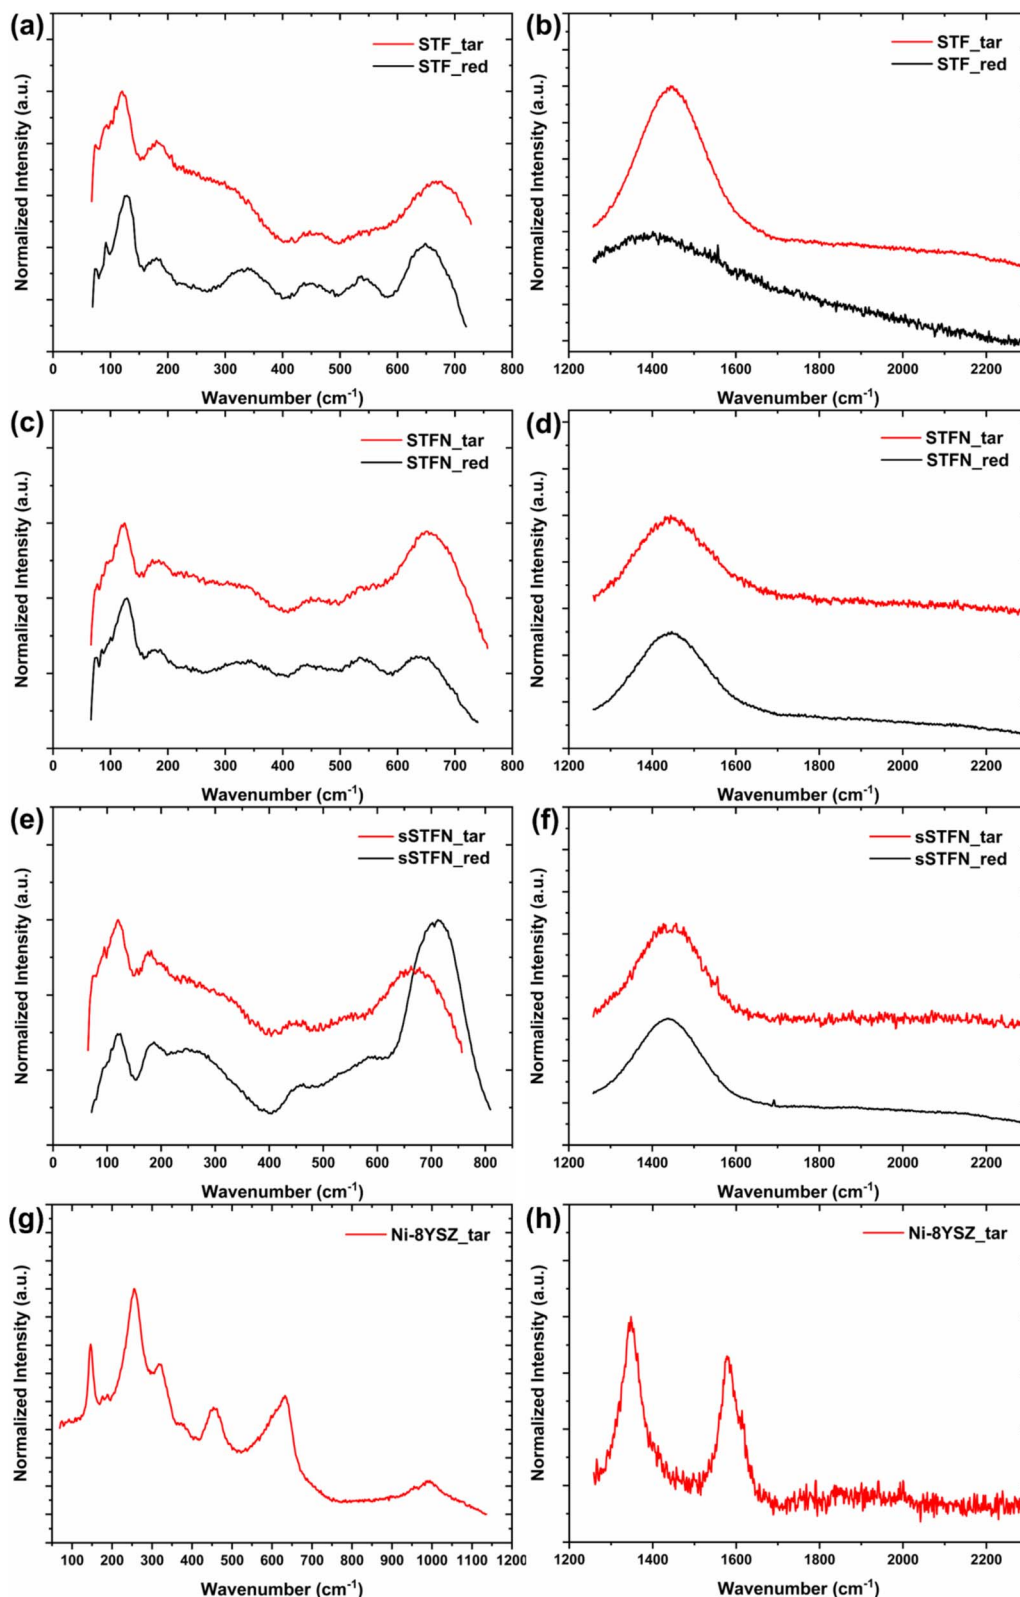 (a)
STF_tar
STF_red
Normalized Intensity (a.u.)
0 100 200 300 400 500 600 700 800
Wavenumber (cm⁻¹)
(b)
STF_tar
STF_red
Normalized Intensity (a.u.)
1200 1400 1600 1800 2000 2200
Wavenumber (cm⁻¹)
(c)
STFN_tar
STFN_red
Normalized Intensity (a.u.)
0 100 200 300 400 500 600 700 800
Wavenumber (cm⁻¹)
(d)
STFN_tar
STFN_red
Normalized Intensity (a.u.)
1200 1400 1600 1800 2000 2200
Wavenumber (cm⁻¹)
(e)
sSTFN_tar
sSTFN_red
Normalized Intensity (a.u.)
0 100 200 300 400 500 600 700 800
Wavenumber (cm⁻¹)
(f)
sSTFN_tar
sSTFN_red
Normalized Intensity (a.u.)
1200 1400 1600 1800 2000 2200
Wavenumber (cm⁻¹)
(g)
Ni-8YSZ_tar
Normalized Intensity (a.u.)
100 200 300 400 500 600 700 800 900 1000 1100 1200
Wavenumber (cm⁻¹)
(h)
Ni-8YSZ_tar
Normalized Intensity (a.u.)
1200 1400 1600 1800 2000 2200
Wavenumber (cm⁻¹)